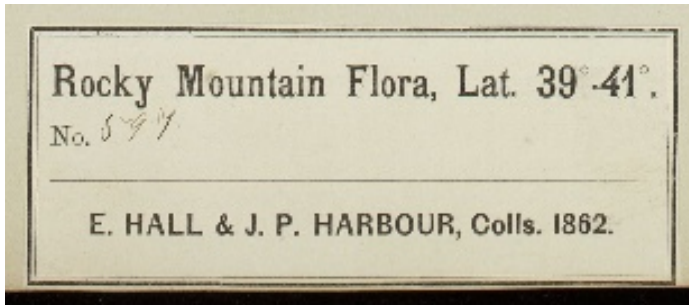 Rocky Mountain Flora, Lat. 39°-41°.
No.
E. HALL & J. P. HARBOUR, Colls. 1862.